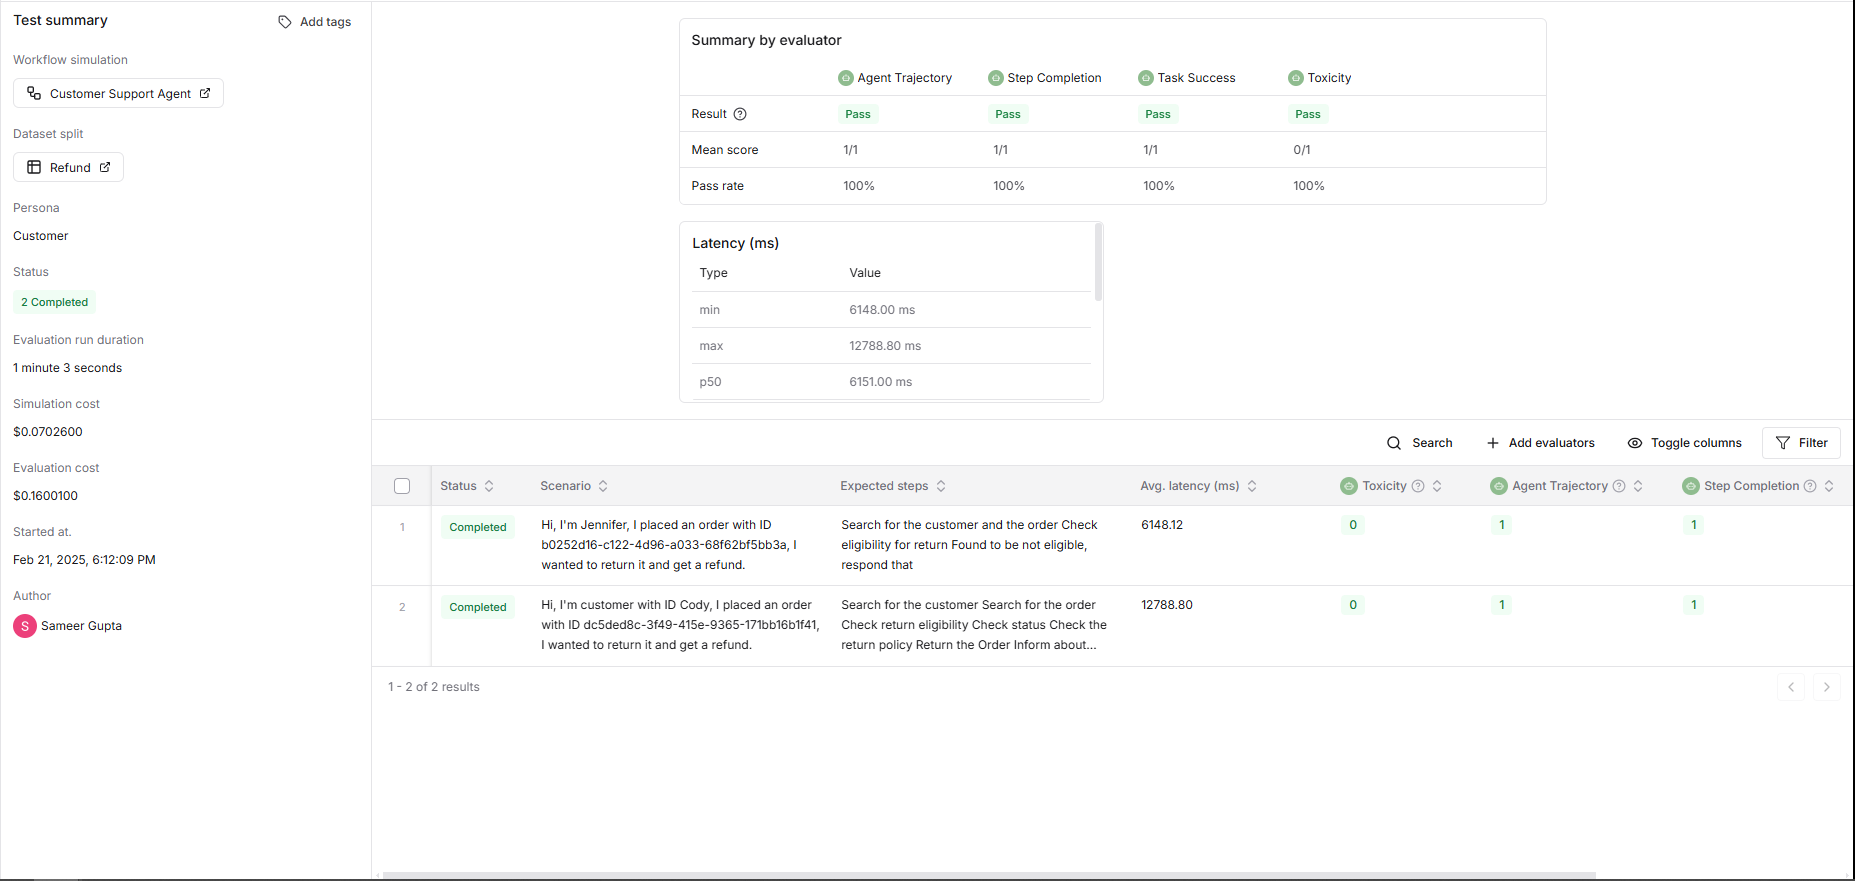 Test summary
Add tags
Workflow simulation
Customer Support Agent
Dataset split
Refund
Persona
Customer
Status
2 Completed
Evaluation run duration
1 minute 3 seconds
Simulation cost
$0.0702600
Evaluation cost
$0.1600100
Started at.
Feb 21, 2025, 6:12:09 PM
Author
S
Sameer Gupta
Summary by evaluator
Agent Trajectory Step Completion Task Success Toxicity
Result Pass Pass Pass Pass
Mean score 1/1 1/1 1/1 0/1
Pass rate 100% 100% 100% 100%
Latency (ms)
Type Value
min 6148.00 ms
max 12788.80 ms
p50 6151.00 ms
Search Add evaluators Toggle columns Filter
Status Scenario Expected steps Avg. latency (ms) Toxicity Agent Trajectory Step Completion
1
Completed
Hi, I'm Jennifer, I placed an order with ID
b0252d16-c122-4d96-a033-68f62bf5bb3a, I
wanted to return it and get a refund.
Search for the customer and the order Check
eligibility for return Found to be not eligible,
respond that
6148.12
0
1
1
2
Completed
Hi, I'm customer with ID Cody, I placed an order
with ID dc5ded8c-3f49-415e-9365-171bb16b1f41,
I wanted to return it and get a refund.
Search for the customer Search for the order
Check return eligibility Check status Check the
return policy Return the Order Inform about...
12788.80
0
1
1
1 - 2 of 2 results